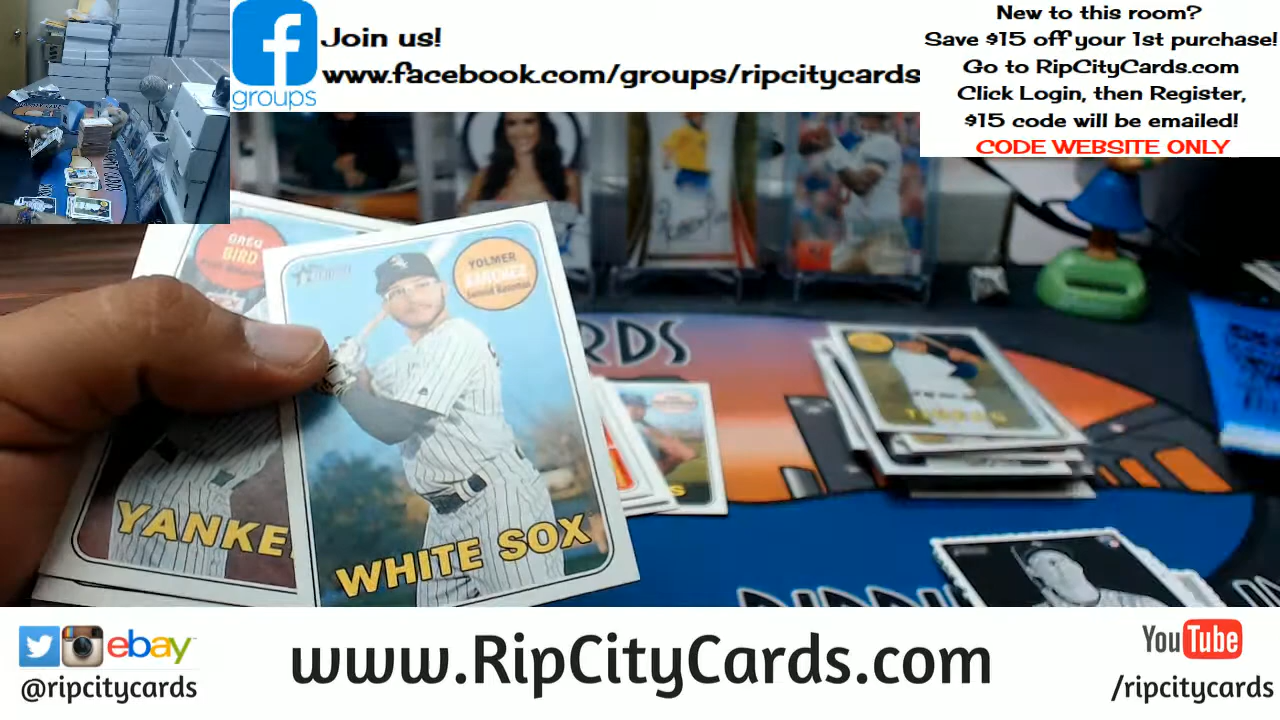 Join us!
www.facebook.com/groups/ripcitycards
groups
New to this room?
Save $15 off your 1st purchase!
Go to RipCityCards.com
Click Login, then Register,
$15 code will be emailed!
CODE WEBSITE ONLY
GREG
BIRD
YANKE
YOLMER
WHITE SOX
RDS
ebay
@ripcitycards
www.RipCityCards.com
YouTube
/ripcitycards